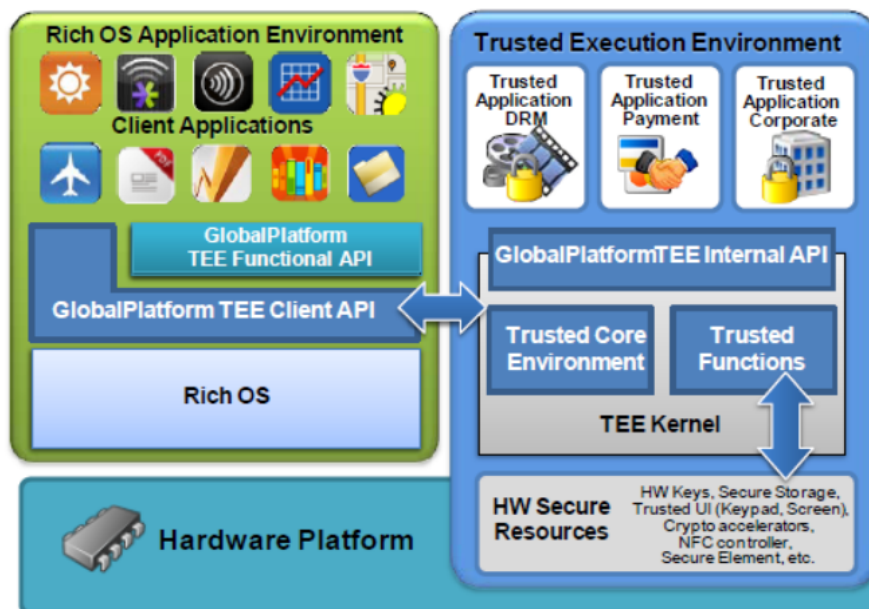 Rich OS Application Environment
Client Applications
PDF
GlobalPlatform
TEE Functional API
GlobalPlatform TEE Client API
Rich OS
Trusted Execution Environment
Trusted
Application
DRM
Trusted
Application
Payment
Trusted
Application
Corporate
GlobalPlatformTEE Internal API
Trusted Core
Environment
Trusted
Functions
TEE Kernel
HW Secure
Resources
HW Keys, Secure Storage,
Trusted UI (Keypad, Screen),
Crypto accelerators,
NFC controller,
Secure Element, etc.
Hardware Platform